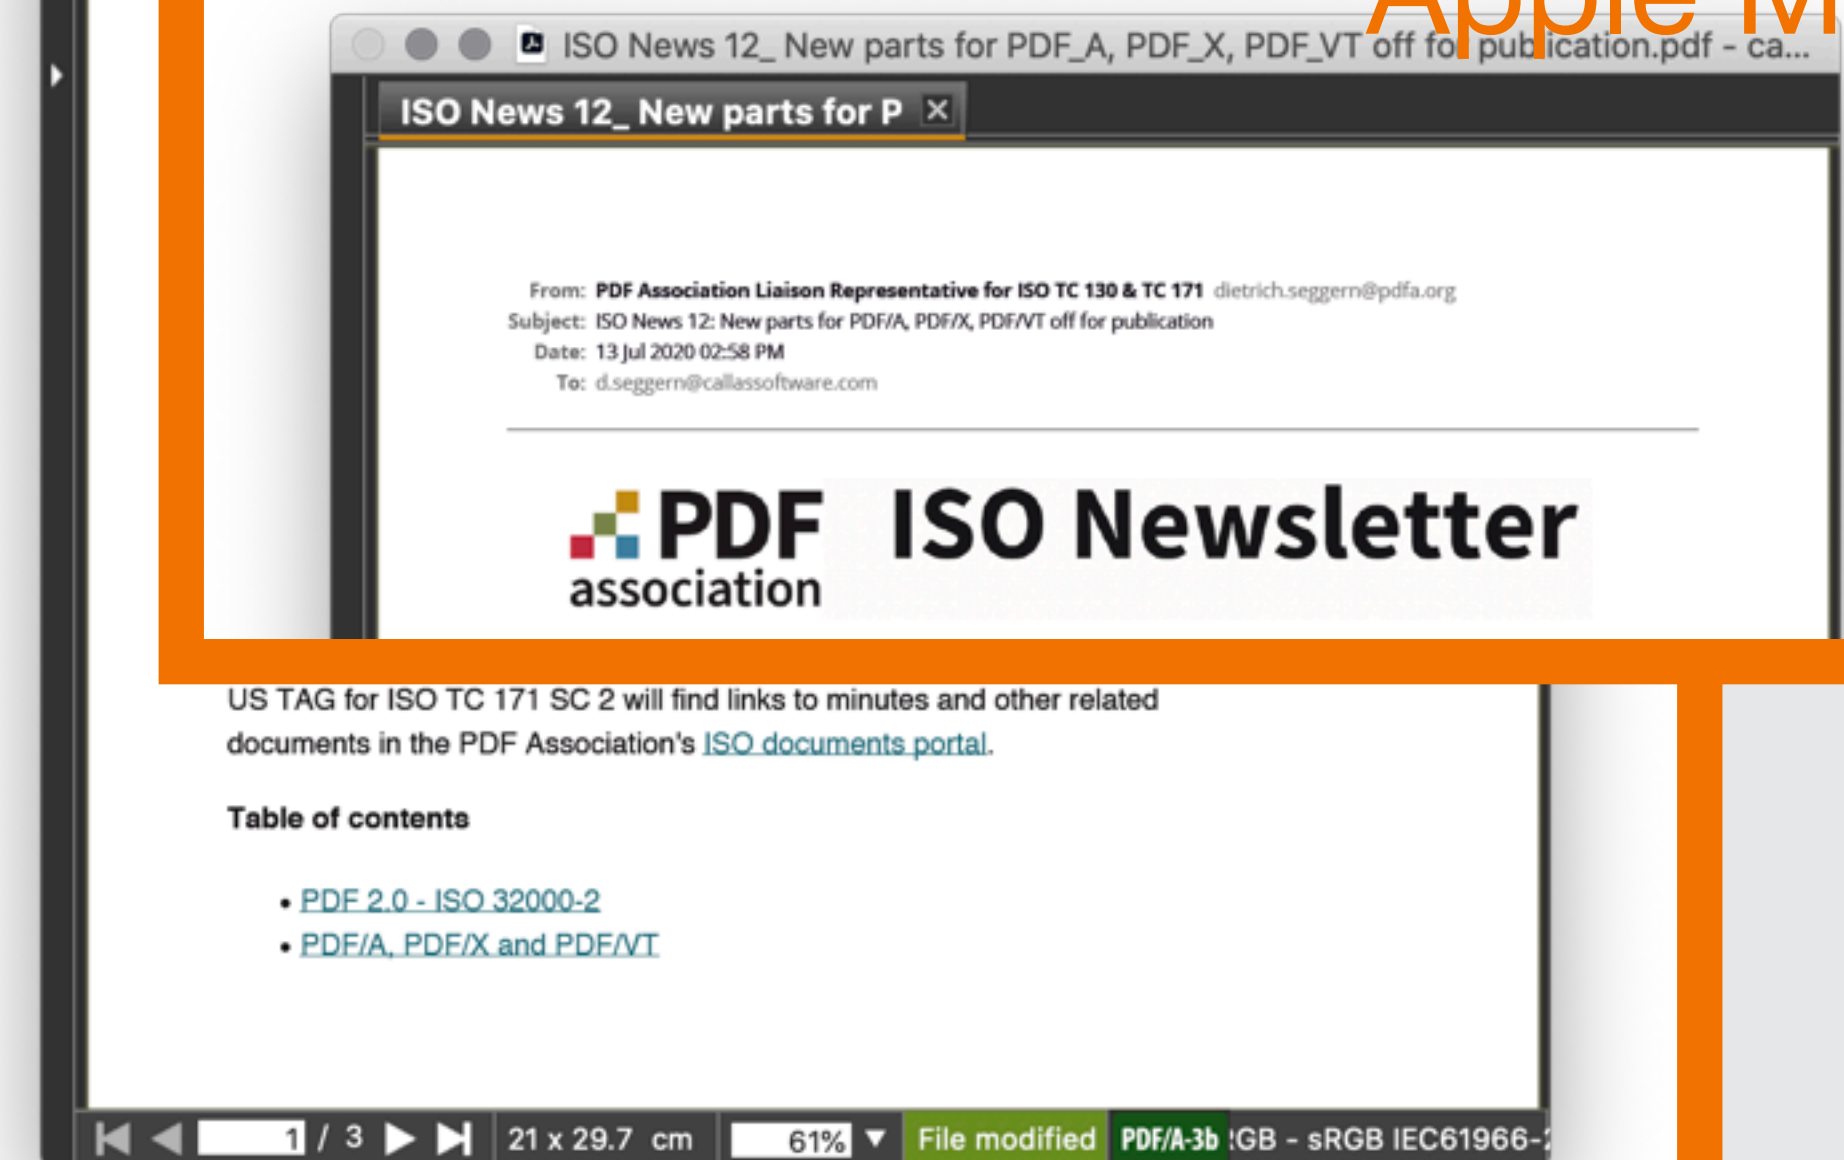 Apple M
ISO News 12_ New parts for PDF_A, PDF_X, PDF_VT off for publication.pdf - ca...
ISO News 12_ New parts for P
From: PDF Association Liaison Representative for ISO TC 130 & TC 171 dietrich.seggern@pdfa.org
Subject: ISO News 12: New parts for PDF/A, PDF/X, PDF/VT off for publication
Date: 13 Jul 2020 02:58 PM
To: d.seggern@callassoftware.com
PDF association
ISO Newsletter
US TAG for ISO TC 171 SC 2 will find links to minutes and other related
documents in the PDF Association's ISO documents portal.
Table of contents
• PDF 2.0 - ISO 32000-2
• PDF/A, PDF/X and PDF/VT
1 / 3 21 x 29.7 cm 61% File modified PDF/A-3b GB - sRGB IEC61966-